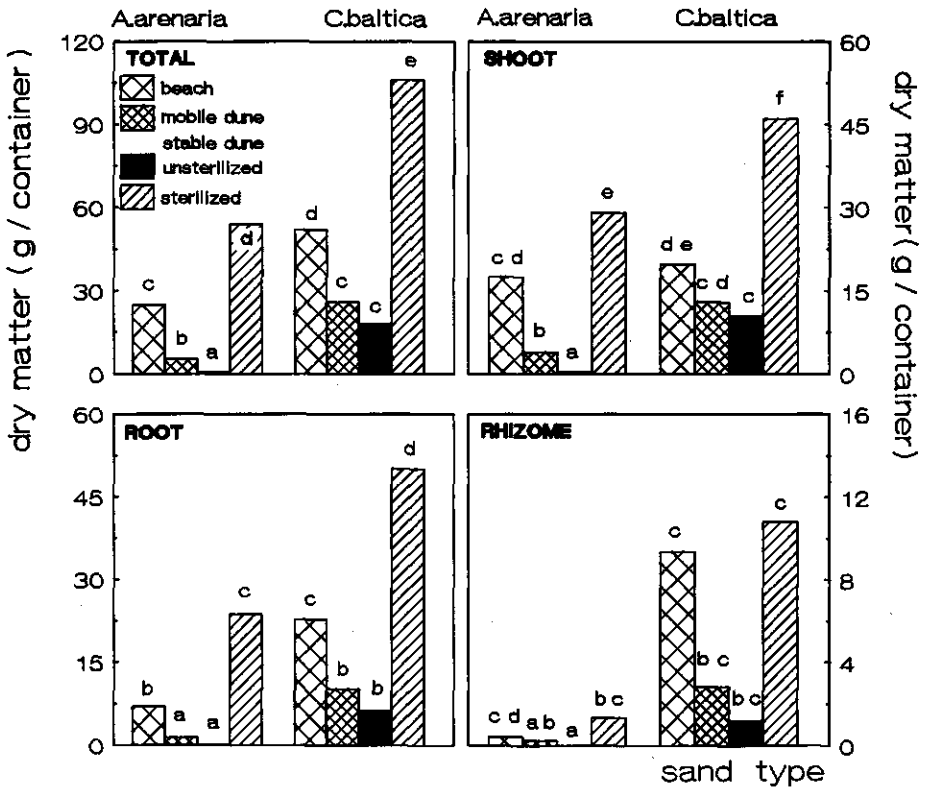 A.arenaria C.baltica A.arenaria C.baltica
dry matter ( g / container)
120
90
60
30
0
TOTAL
beach
mobile dune
stable dune
unsterilized
sterilized
c b a d d c c e
SHOOT
c d b a e d e c d c f
60
45
30
15
0
dry matter(g / container)
60
45
30
15
0
ROOT
b a a c c b b d
RHIZOME
c d a b a b c c b c b c c
16
12
8
4
0
sand type